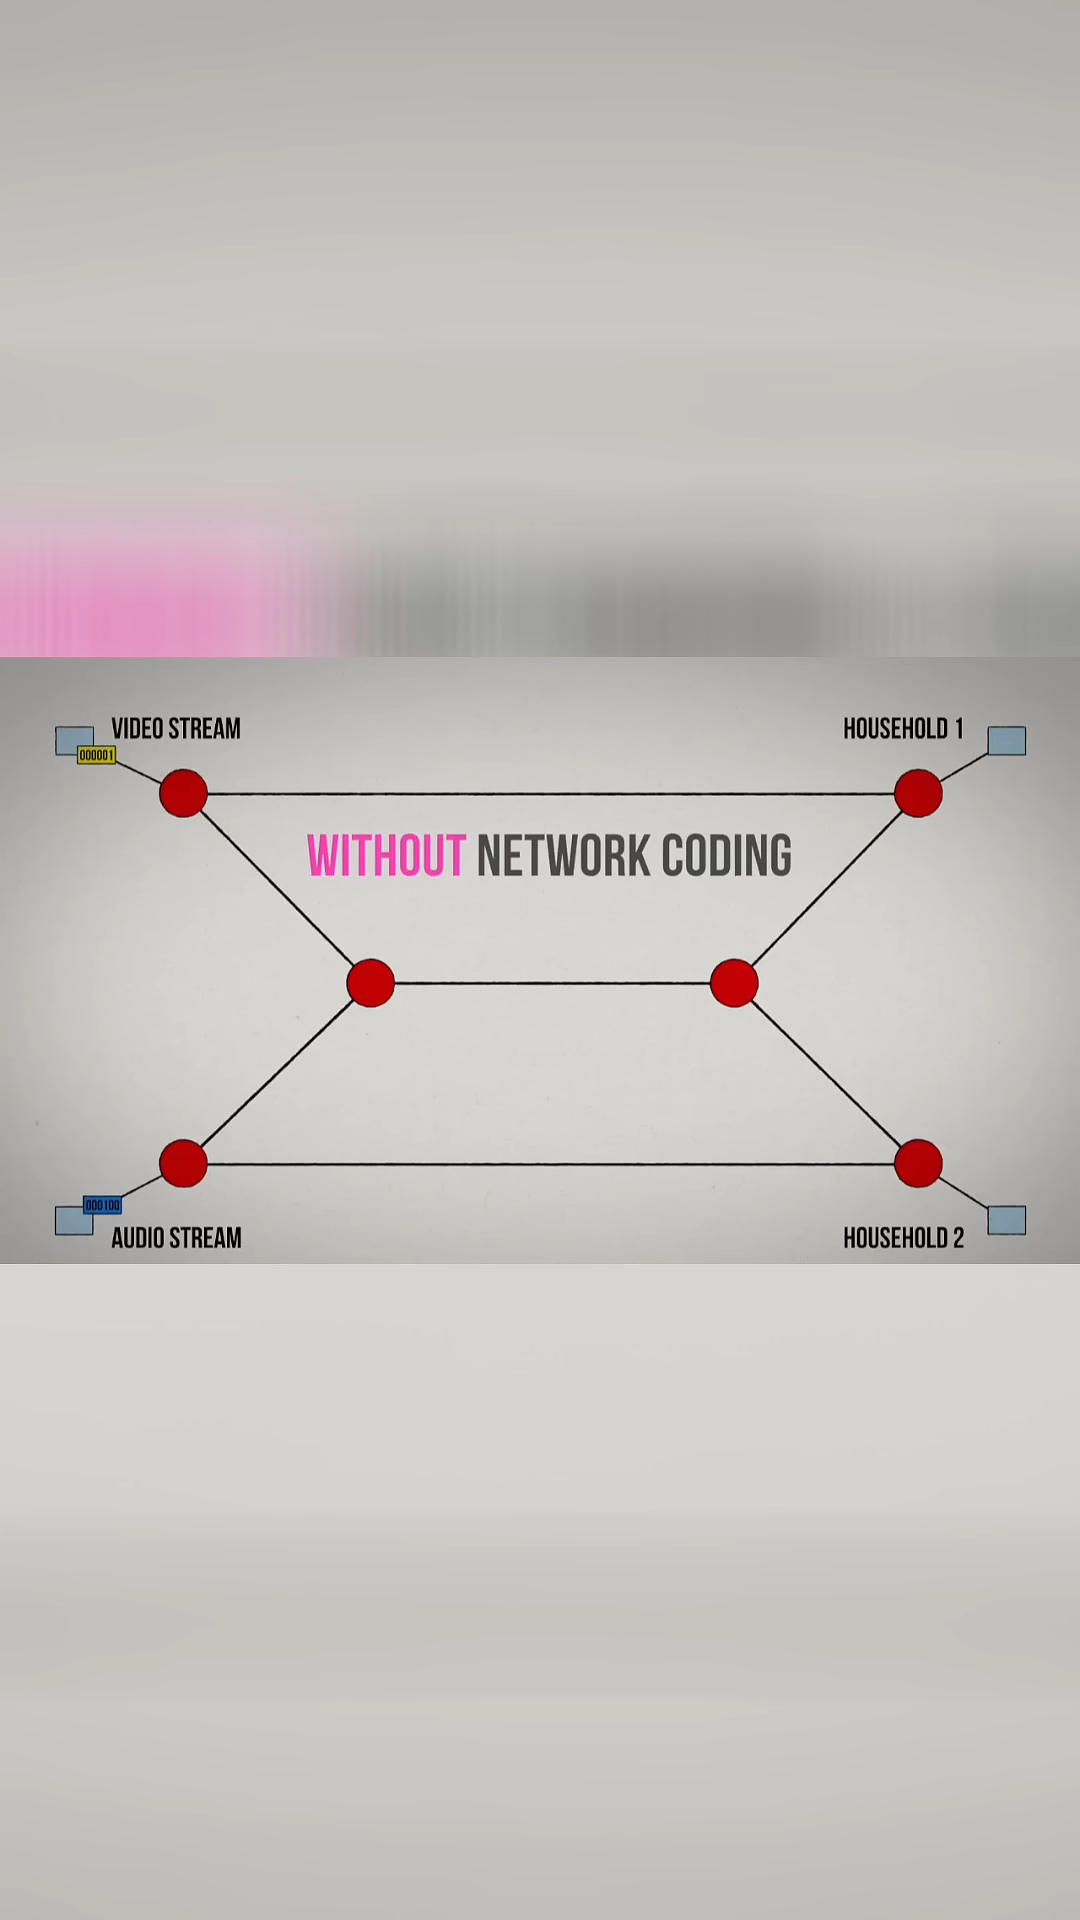 VIDEO STREAM
HOUSEHOLD 1
000001
WITHOUT NETWORK CODING
000100
AUDIO STREAM
HOUSEHOLD 2